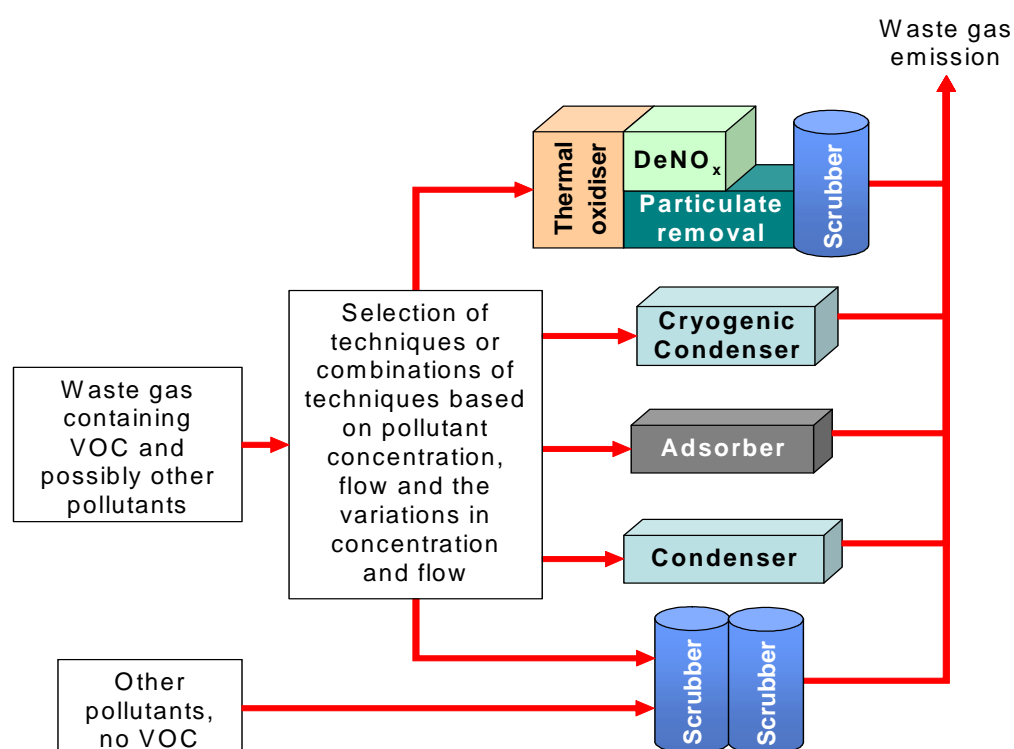 Waste gas
emission
Thermal
oxidiser
DeNOx
Particulate
removal
Scrubber
Selection of
techniques or
combinations of
techniques based
on pollutant
concentration,
flow and the
variations in
concentration
and flow
Cryogenic
Condenser
Waste gas
containing
VOC and
possibly other
pollutants
Adsorber
Condenser
Scrubber
Scrubber
Other
pollutants,
no VOC